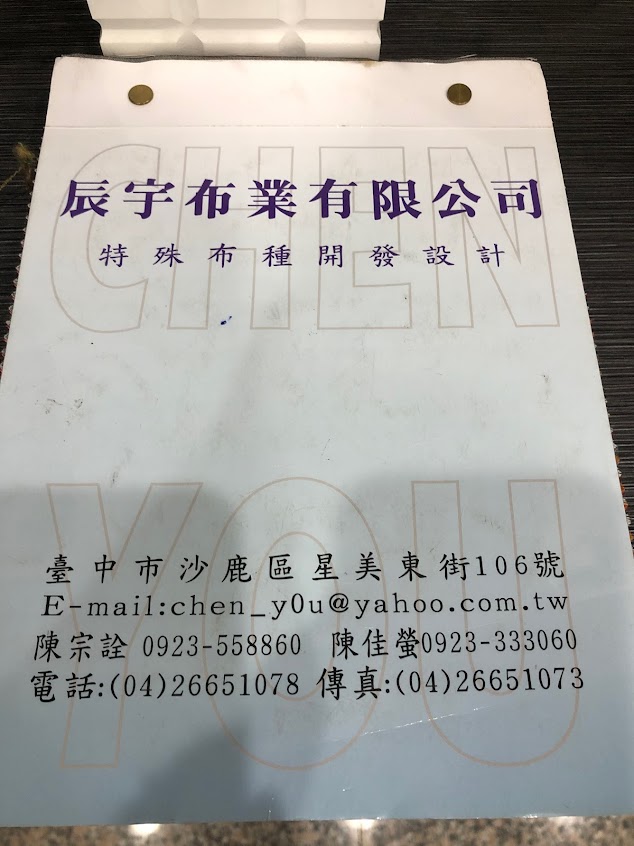 CHEN
辰宇布業有限公司
特殊布種開發設計
YOU
臺中市沙鹿區星美東街106號
E-mail:chen_y0u@yahoo.com.tw
陳宗詮 0923-558860 陳佳螢0923-333060
電話:(04)26651078 傳真:(04)26651073